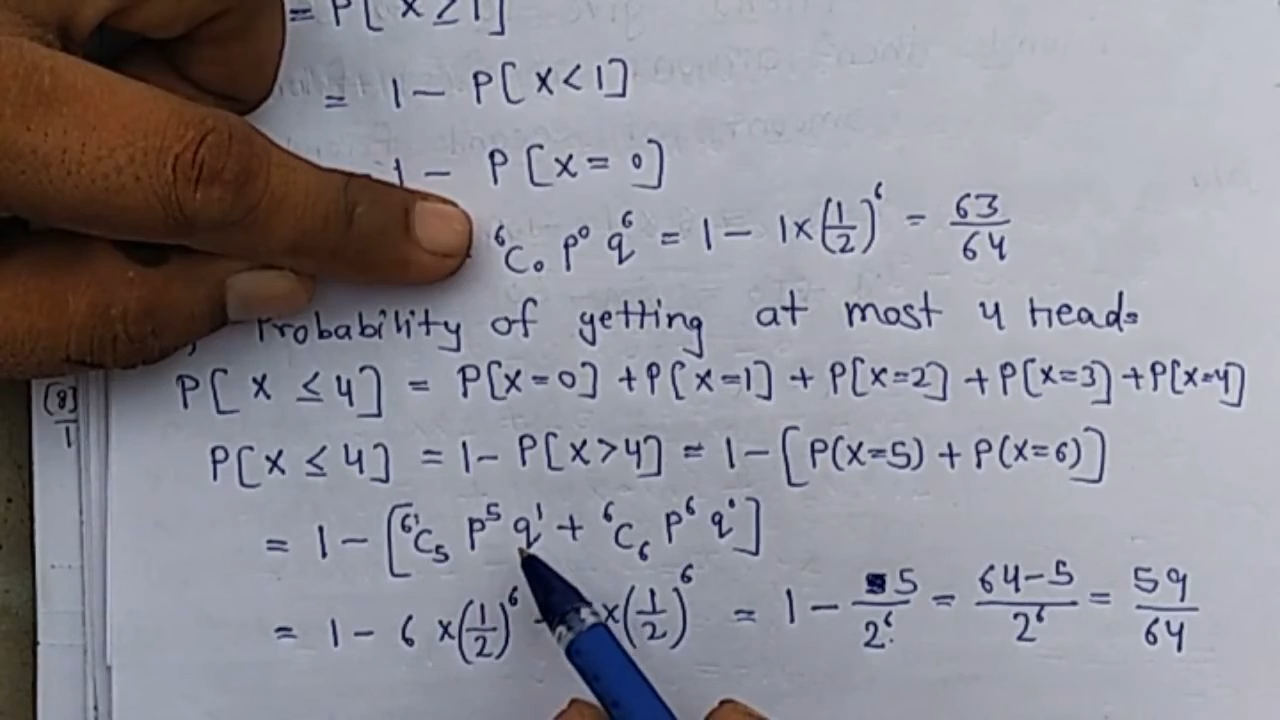 = P[X≥1]
= 1 - P[X<1]
1 - P[X=0]
⁶C₀ p⁰ q⁶ = 1 - 1×(1/2)⁶ = 63/64
Probability of getting at most 4 Heads
P[X ≤ 4] = P[X=0] + P[X=1] + P[X=2] + P[X=3] + P[X=4]
[8]/1
P[X ≤ 4] = 1 - P[X>4] = 1 - [P(X=5) + P(X=6)]
= 1 - [⁶C₅ p⁵ q¹ + ⁶C₆ p⁶ q⁰]
= 1 - 6 ×(1/2)⁶ - ×(1/2)⁶ = 1 - 5/2⁶ = 64-5/2⁶ = 59/64